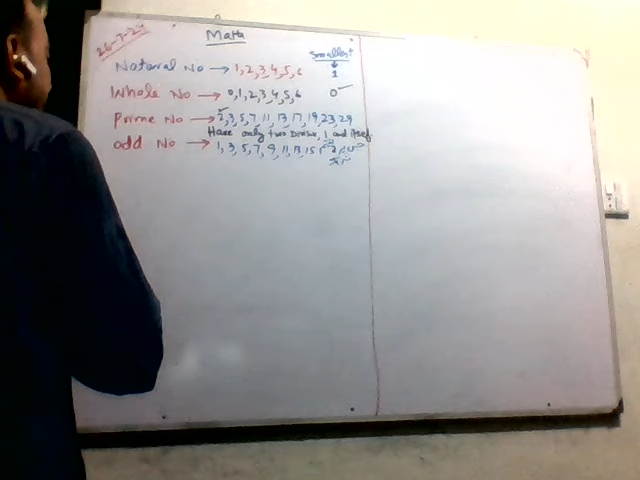 26-7-24
Math
Smallest
Natural No → 1, 2, 3, 4, 5, 6
1
Whole No → 0, 1, 2, 3, 4, 5, 6
0
Prime No → 2, 3, 5, 7, 11, 13, 17, 19, 23, 29
Have only two 1 and itself
odd No → 1, 3, 5, 7, 9, 11, 13, 15